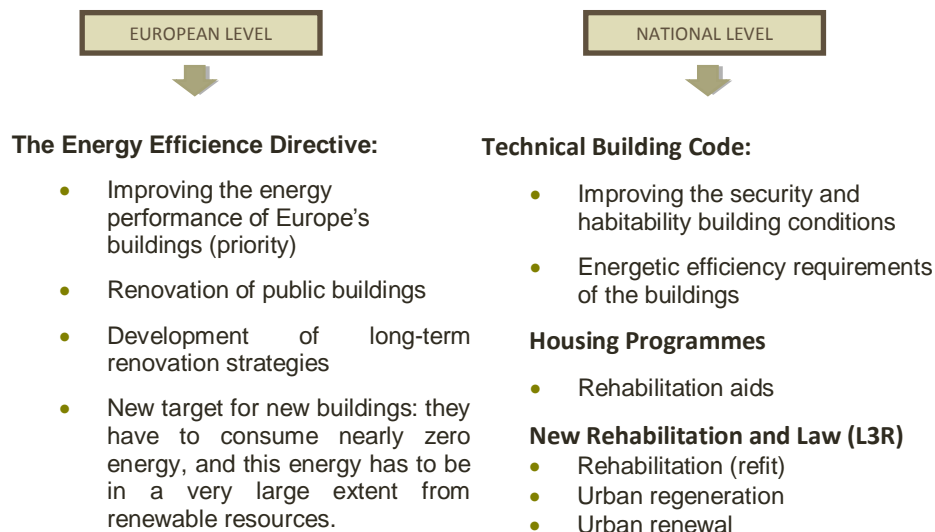 EUROPEAN LEVEL
The Energy Efficience Directive:
• Improving the energy
performance of Europe's
buildings (priority)
• Renovation of public buildings
• Development of long-term
renovation strategies
• New target for new buildings: they
have to consume nearly zero
energy, and this energy has to be
in a very large extent from
renewable resources.
NATIONAL LEVEL
Technical Building Code:
• Improving the security and
habitability building conditions
• Energetic efficiency requirements
of the buildings
Housing Programmes
• Rehabilitation aids
New Rehabilitation and Law (L3R)
• Rehabilitation (refit)
• Urban regeneration
• Urban renewal